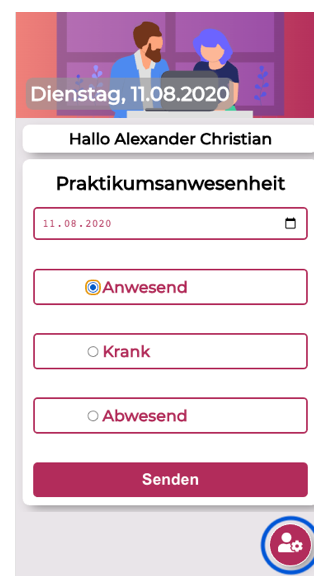 Dienstag, 11.08.2020
Hallo Alexander Christian
Praktikumsanwesenheit
11.08.2020
Anwesend
Krank
Abwesend
Senden